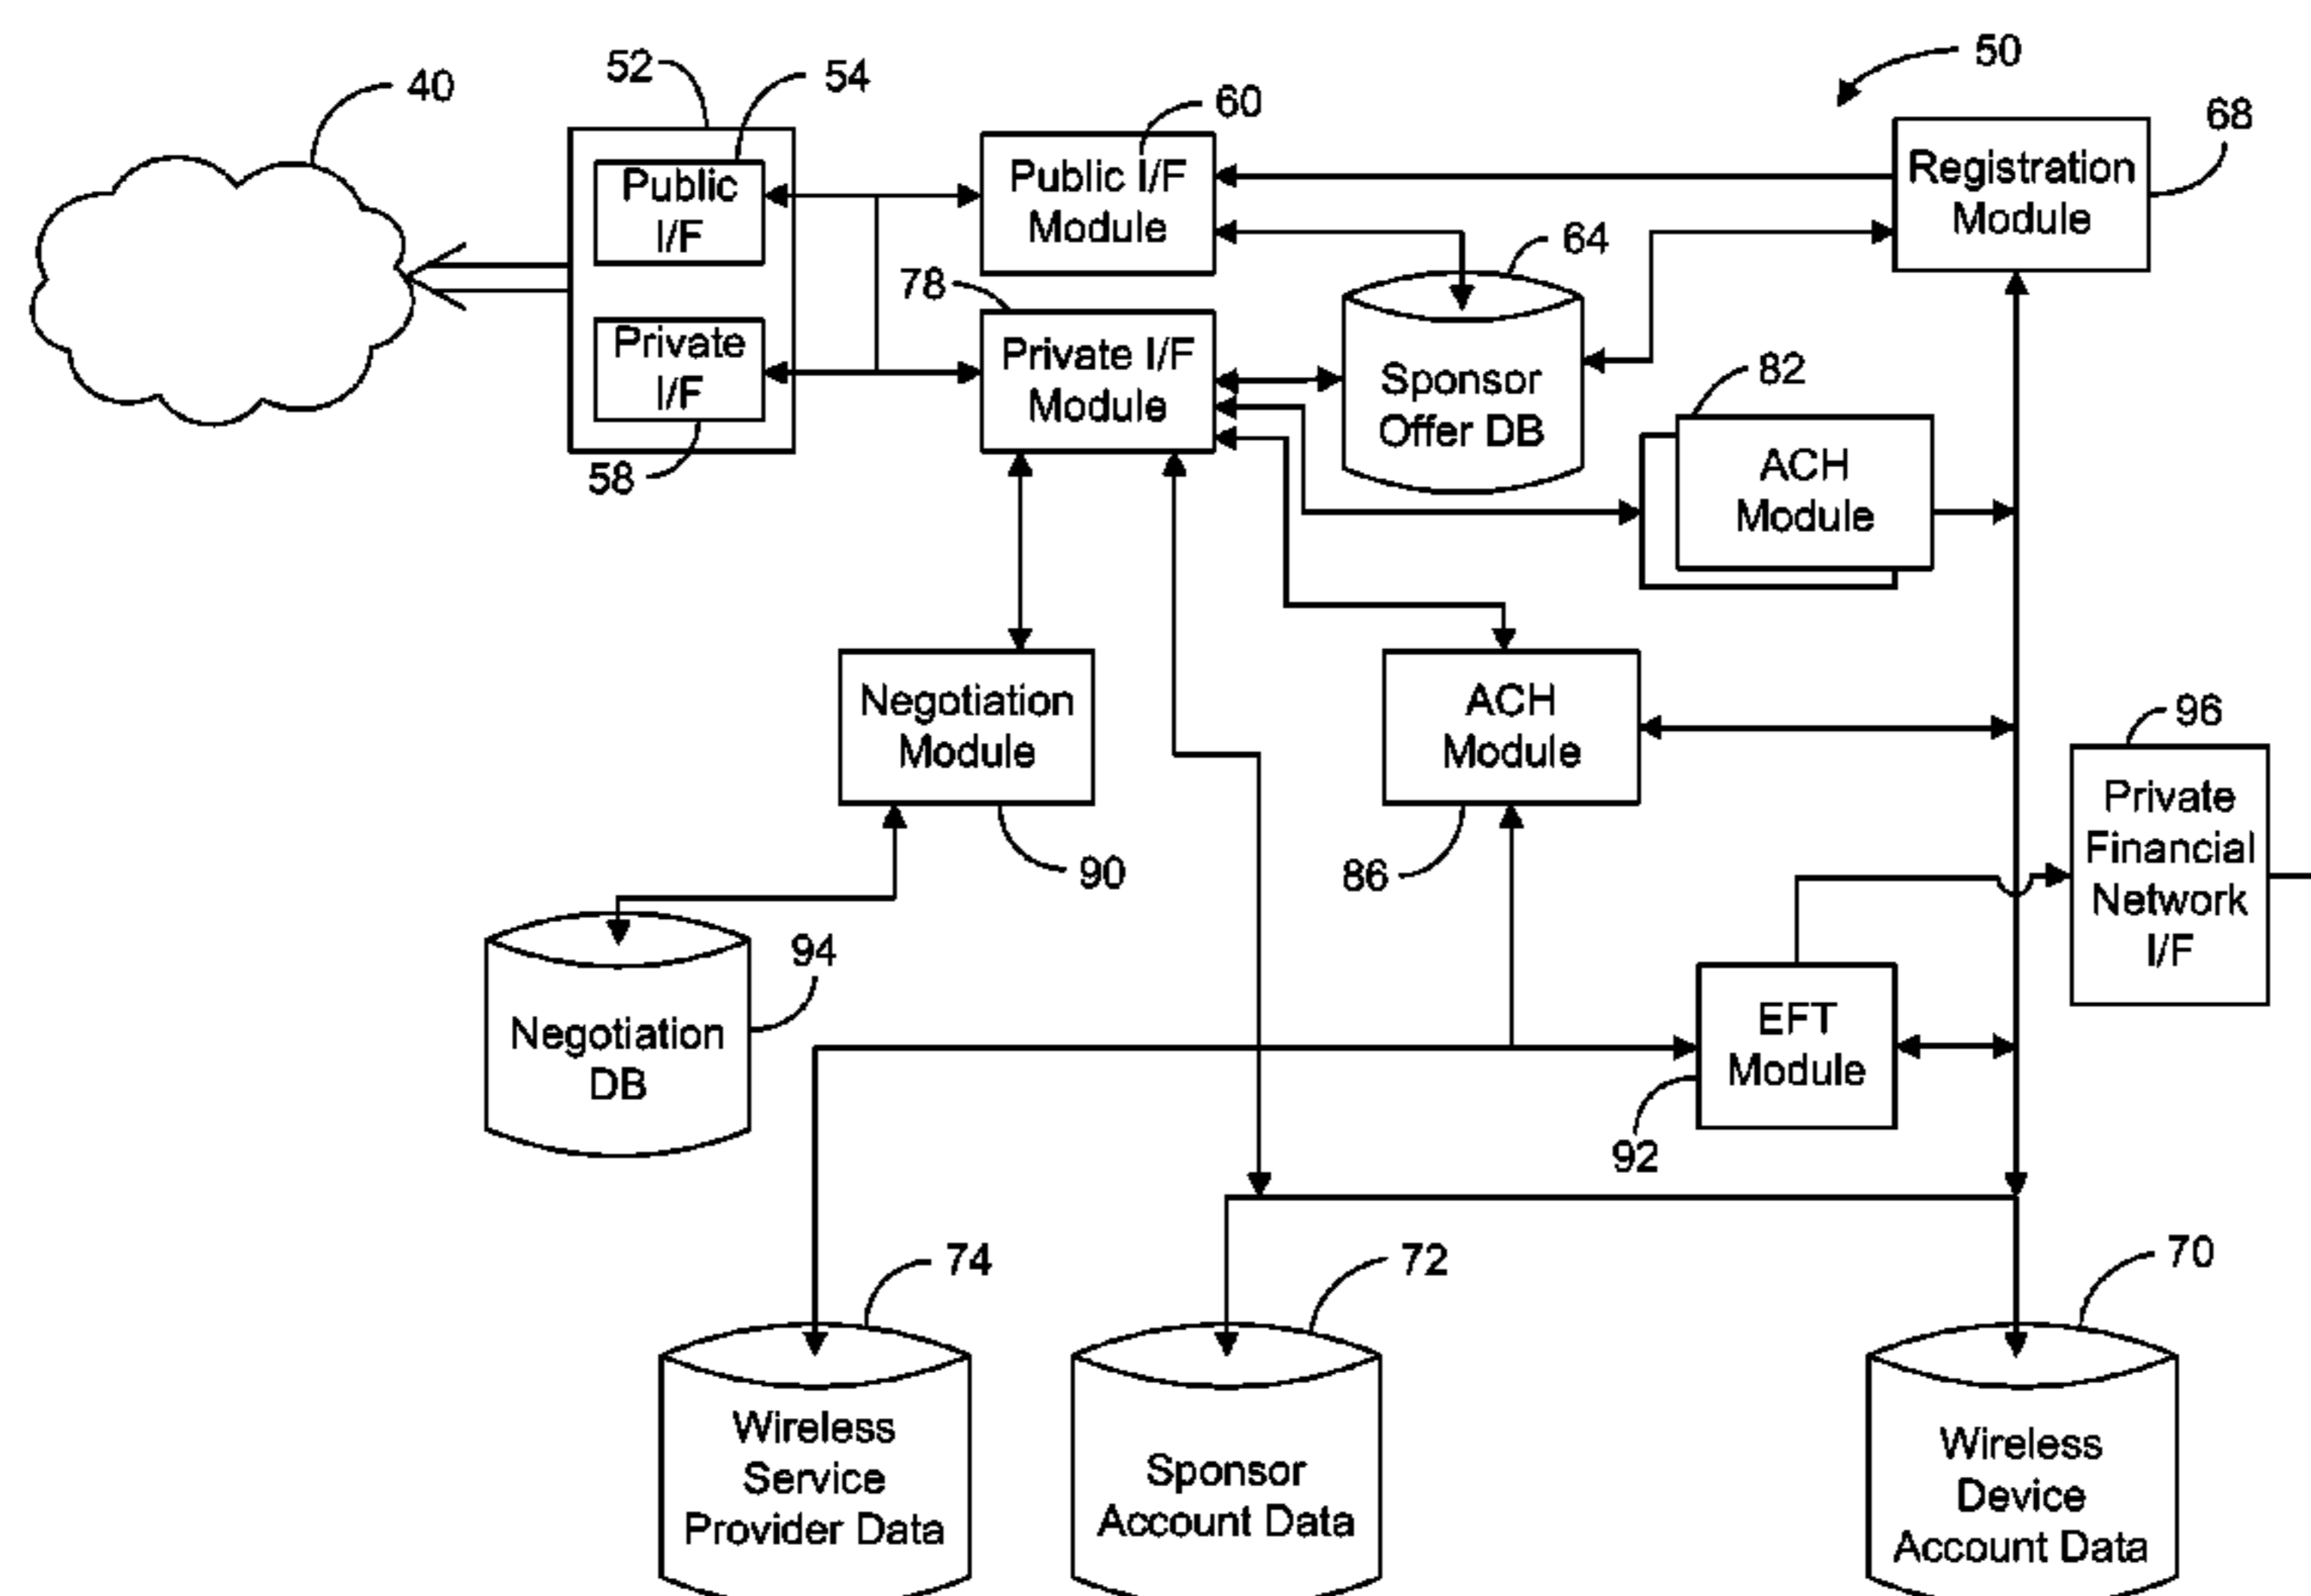 40
52
54
60
50
68
Public
I/F
Public I/F
Module
Registration
Module
64
78
Private
I/F
Private I/F
Module
Sponsor
Offer DB
82
58
ACH
Module
Negotiation
Module
ACH
Module
96
Private
Financial
Network
I/F
90
86
94
Negotiation
DB
EFT
Module
92
74
72
70
Wireless
Service
Provider Data
Sponsor
Account Data
Wireless
Device
Account Data